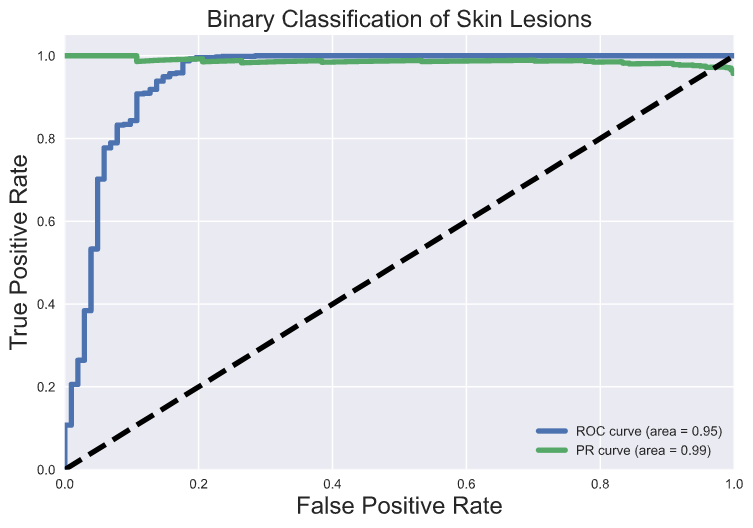 Binary Classification of Skin Lesions
True Positive Rate
1.0
0.8
0.6
0.4
0.2
0.0
0.0 0.2 0.4 0.6 0.8 1.0
False Positive Rate
ROC curve (area = 0.95)
PR curve (area = 0.99)